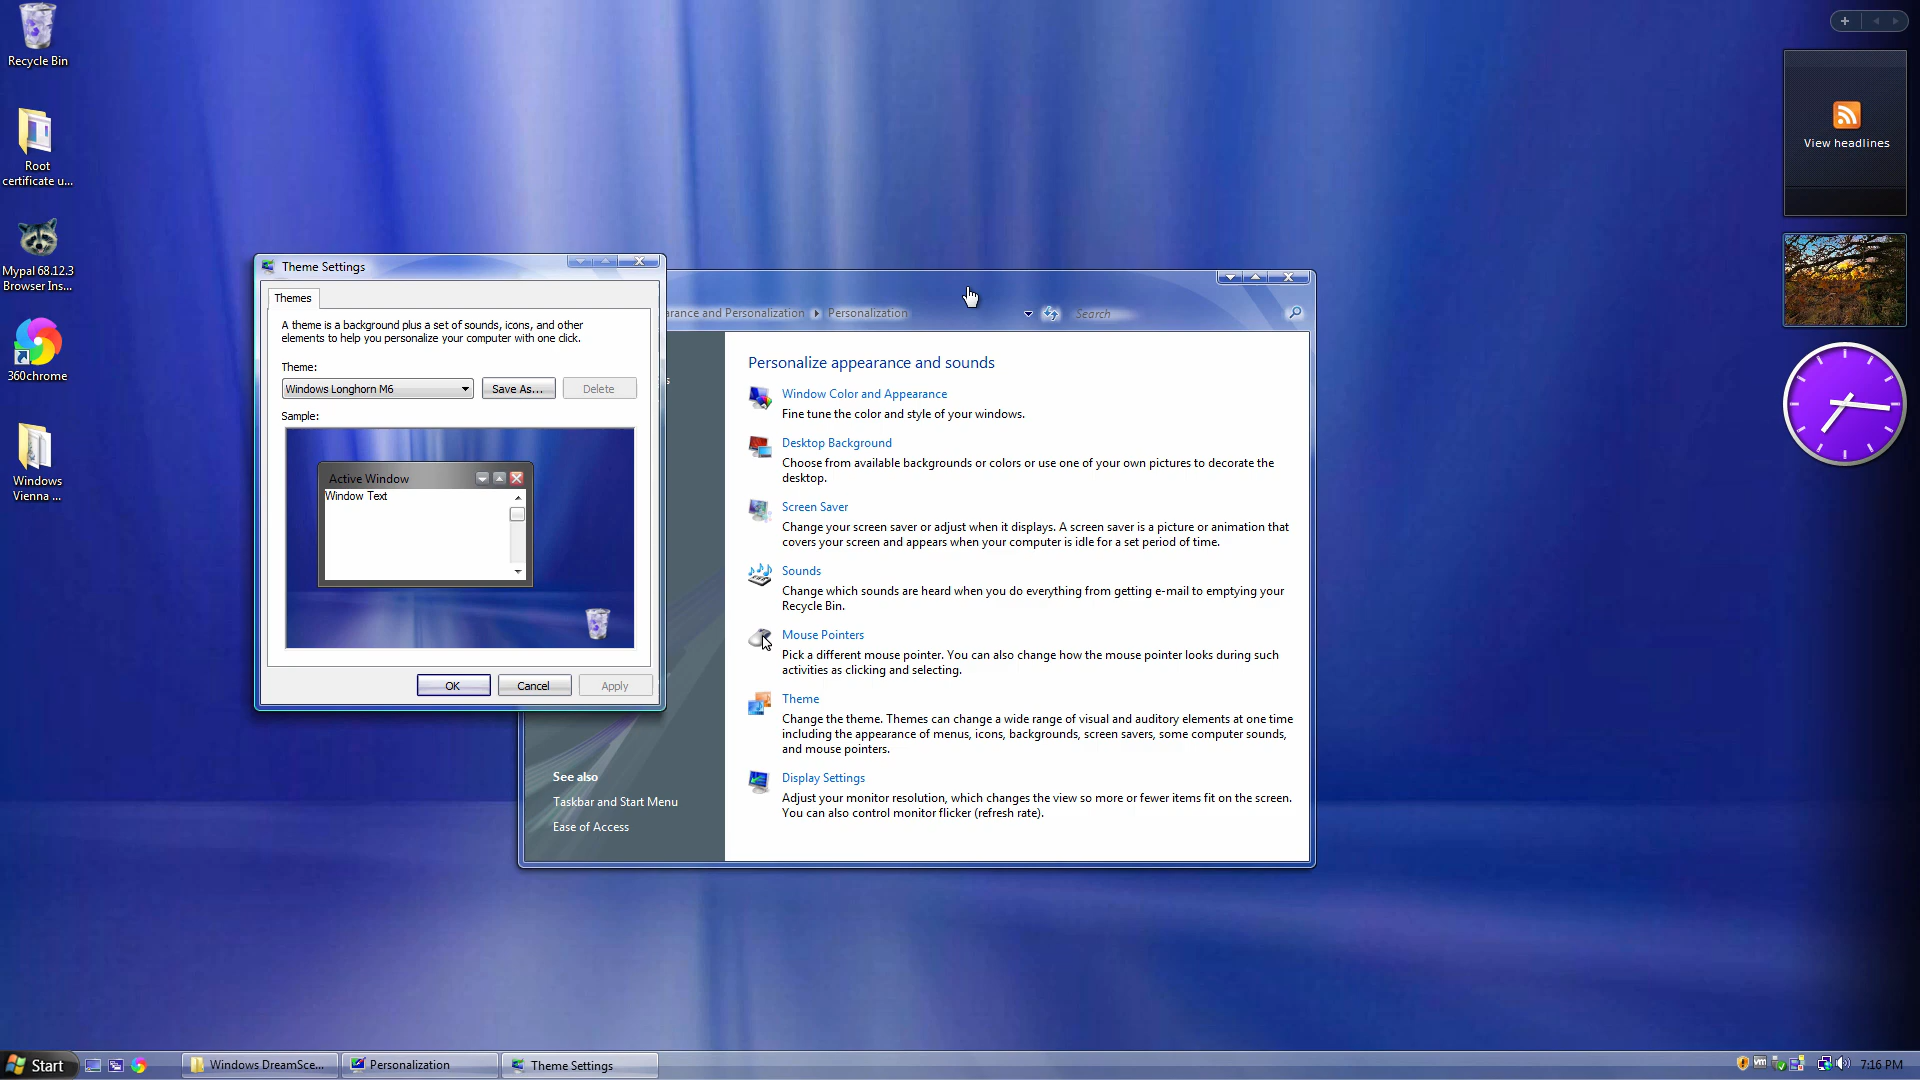 Recycle Bin
Root
certificate u...
Mypal 68.12.3
Browser Ins...
360chrome
Windows
Vienna ...
Theme Settings
Themes
A theme is a background plus a set of sounds, icons, and other
elements to help you personalize your computer with one click.
Theme:
Windows Longhorn M6
Save As...
Delete
Sample:
Active Window
Window Text
OK
Cancel
Apply
arance and Personalization
Personalization
Search
s
Personalize appearance and sounds
Window Color and Appearance
Fine tune the color and style of your windows.
Desktop Background
Choose from available backgrounds or colors or use one of your own pictures to decorate the
desktop.
Screen Saver
Change your screen saver or adjust when it displays. A screen saver is a picture or animation that
covers your screen and appears when your computer is idle for a set period of time.
Sounds
Change which sounds are heard when you do everything from getting e-mail to emptying your
Recycle Bin.
Mouse Pointers
Pick a different mouse pointer. You can also change how the mouse pointer looks during such
activities as clicking and selecting.
Theme
Change the theme. Themes can change a wide range of visual and auditory elements at one time
including the appearance of menus, icons, backgrounds, screen savers, some computer sounds,
and mouse pointers.
Display Settings
Adjust your monitor resolution, which changes the view so more or fewer items fit on the screen.
You can also control monitor flicker (refresh rate).
See also
Taskbar and Start Menu
Ease of Access
View headlines
Start
Windows DreamSce...
Personalization
Theme Settings
7:16 PM